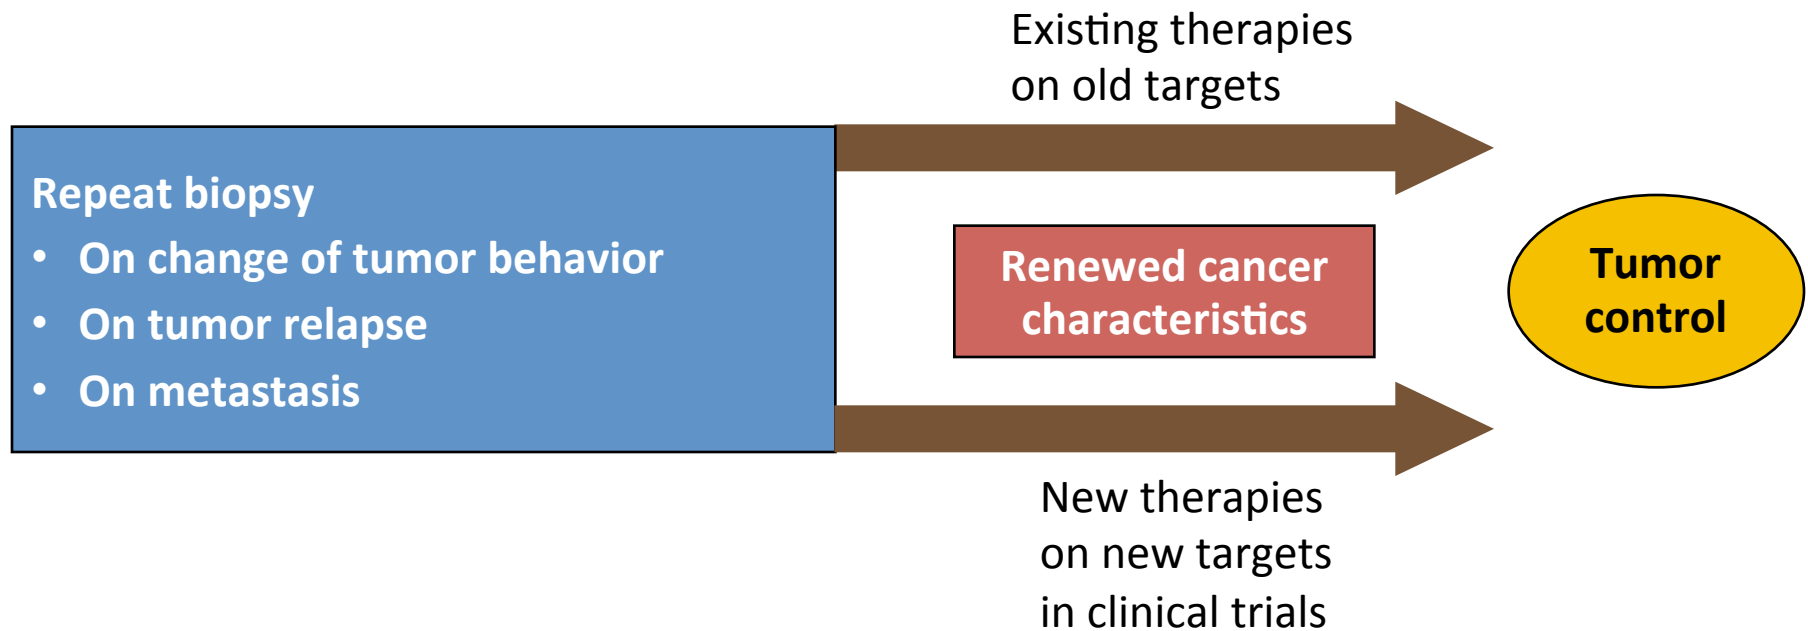 Existing therapies
on old targets
Repeat biopsy
• On change of tumor behavior
• On tumor relapse
• On metastasis
Renewed cancer
characteristics
Tumor
control
New therapies
on new targets
in clinical trials